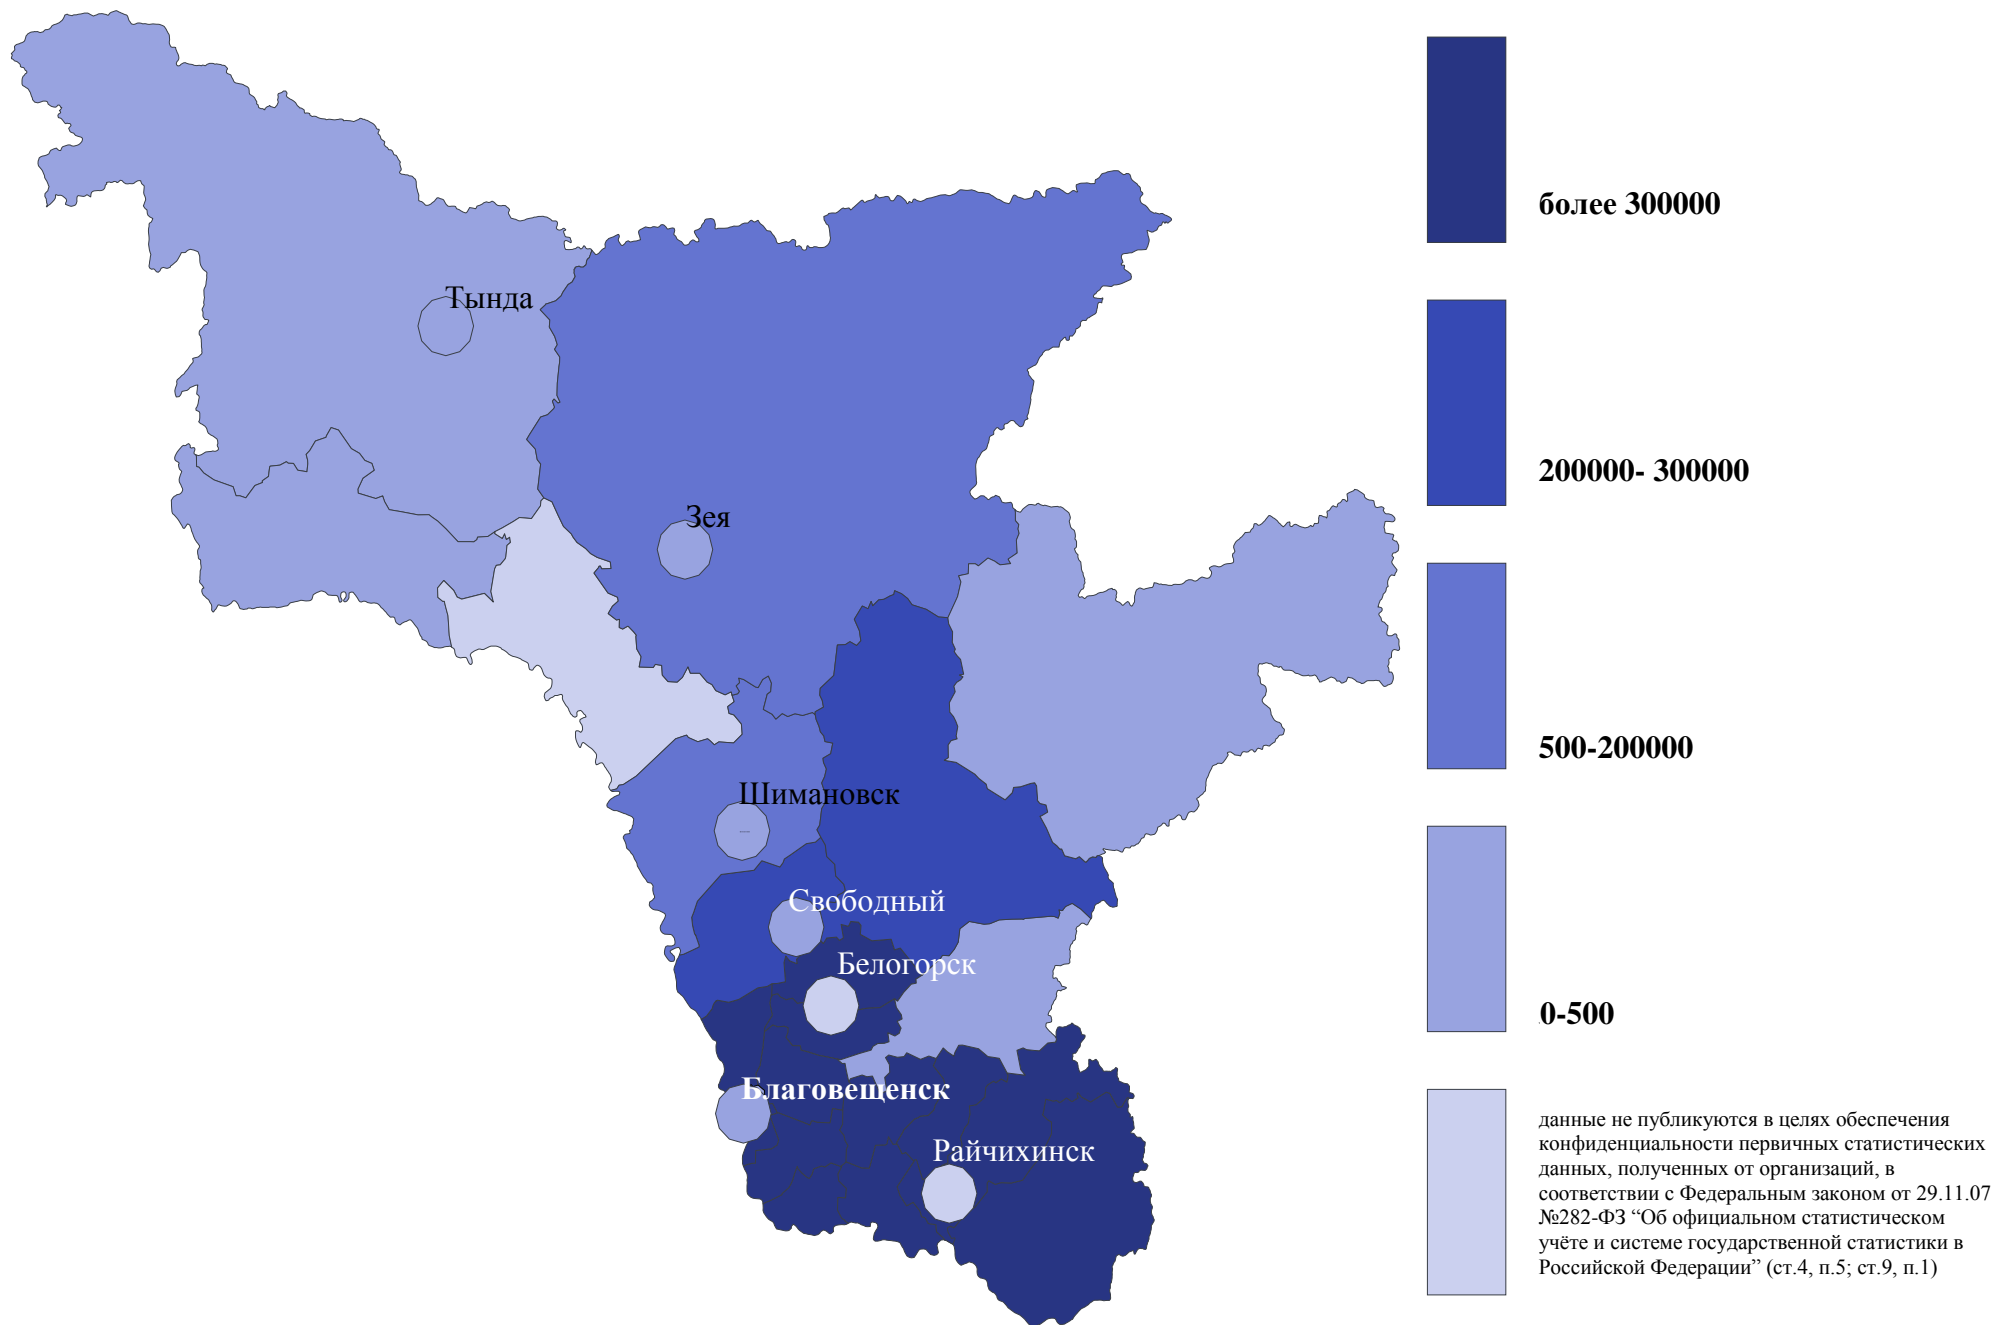 Тында
Зея
Шимановск
Свободный
Белогорск
Благовещенск
Райчихинск
более 300000
200000- 300000
500-200000
0-500
данные не публикуются в целях обеспечения
конфиденциальности первичных статистических
данных, полученных от организаций, в
соответствии с Федеральным законом от 29.11.07
№282-ФЗ “Об официальном статистическом
учёте и системе государственной статистики в
Российской Федерации” (ст.4, п.5; ст.9, п.1)